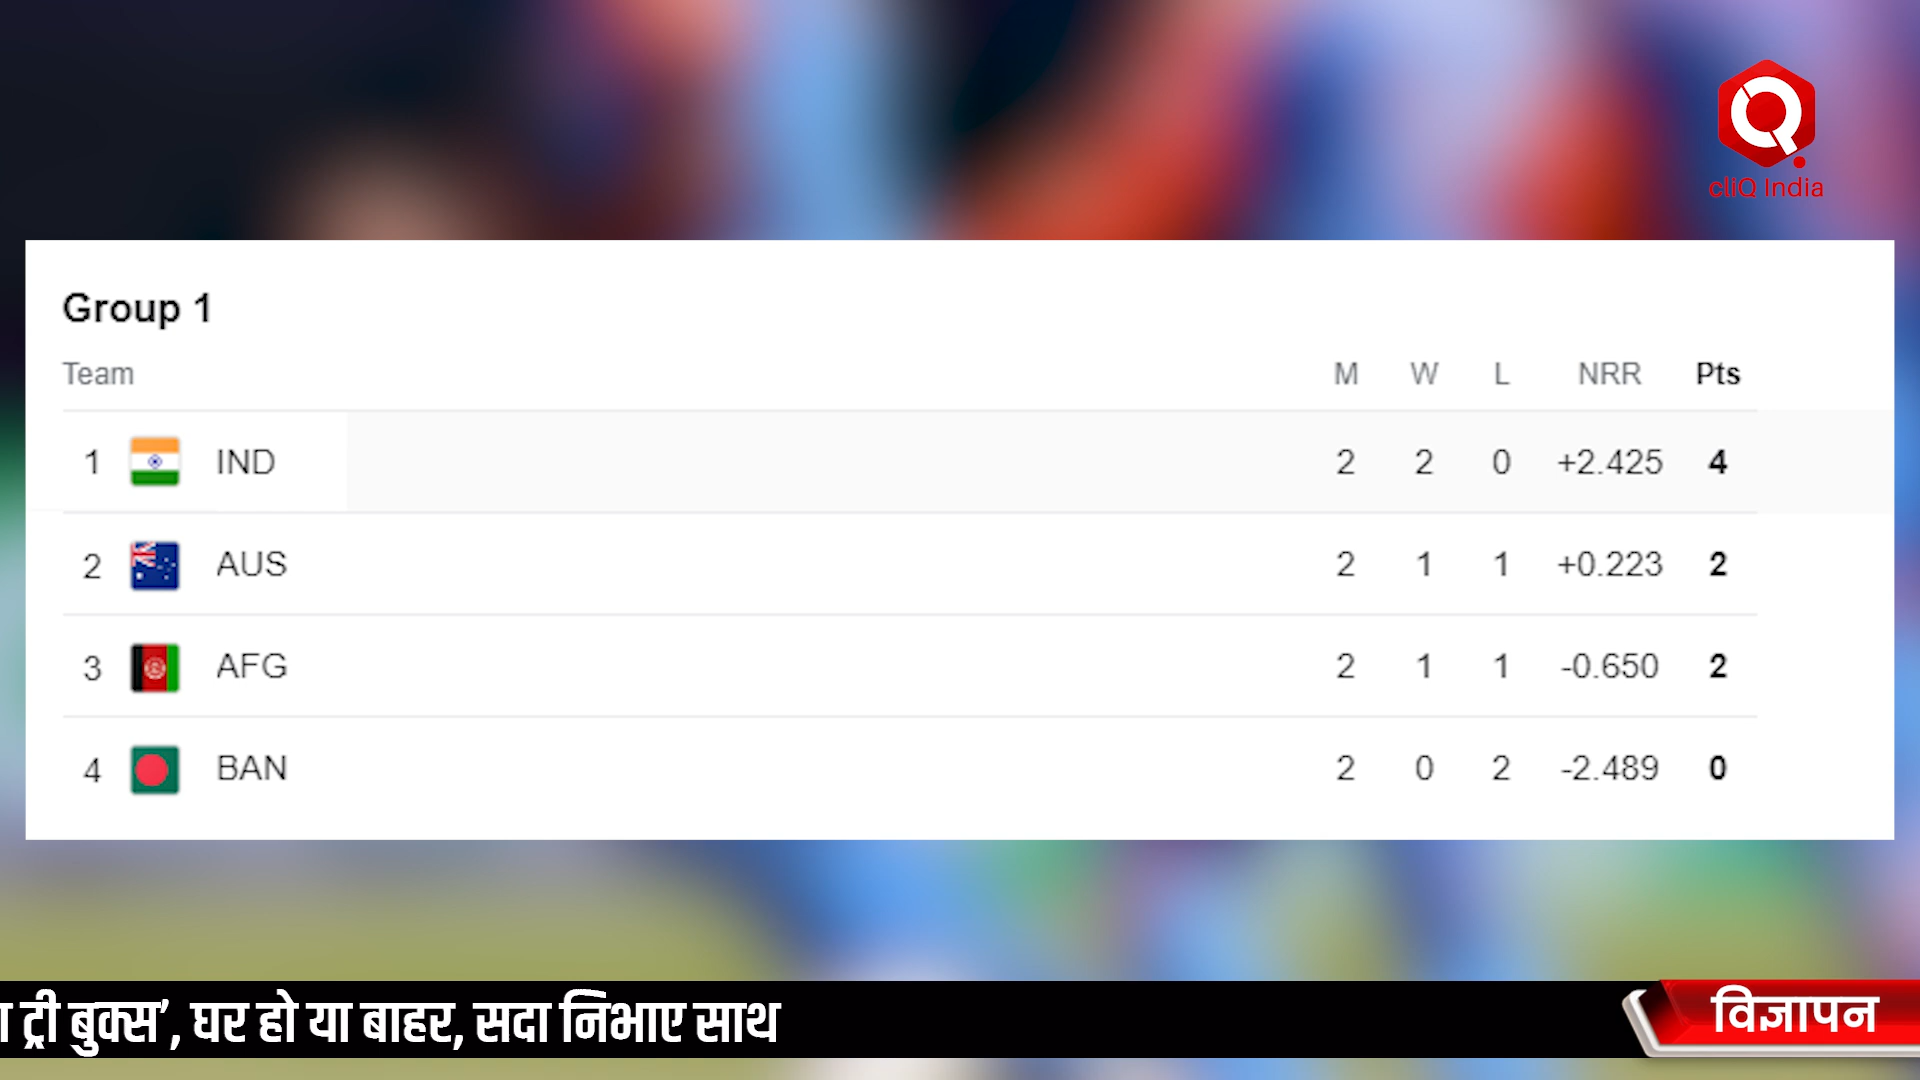 cliQ India
Group 1
Team M W L NRR Pts
1 IND 2 2 0 +2.425 4
2 AUS 2 1 1 +0.223 2
3 AFG 2 1 1 -0.650 2
4 BAN 2 0 2 -2.489 0
ट्री बुक्स’, घर हो या बाहर, सदा निभाए साथ
विज्ञापन